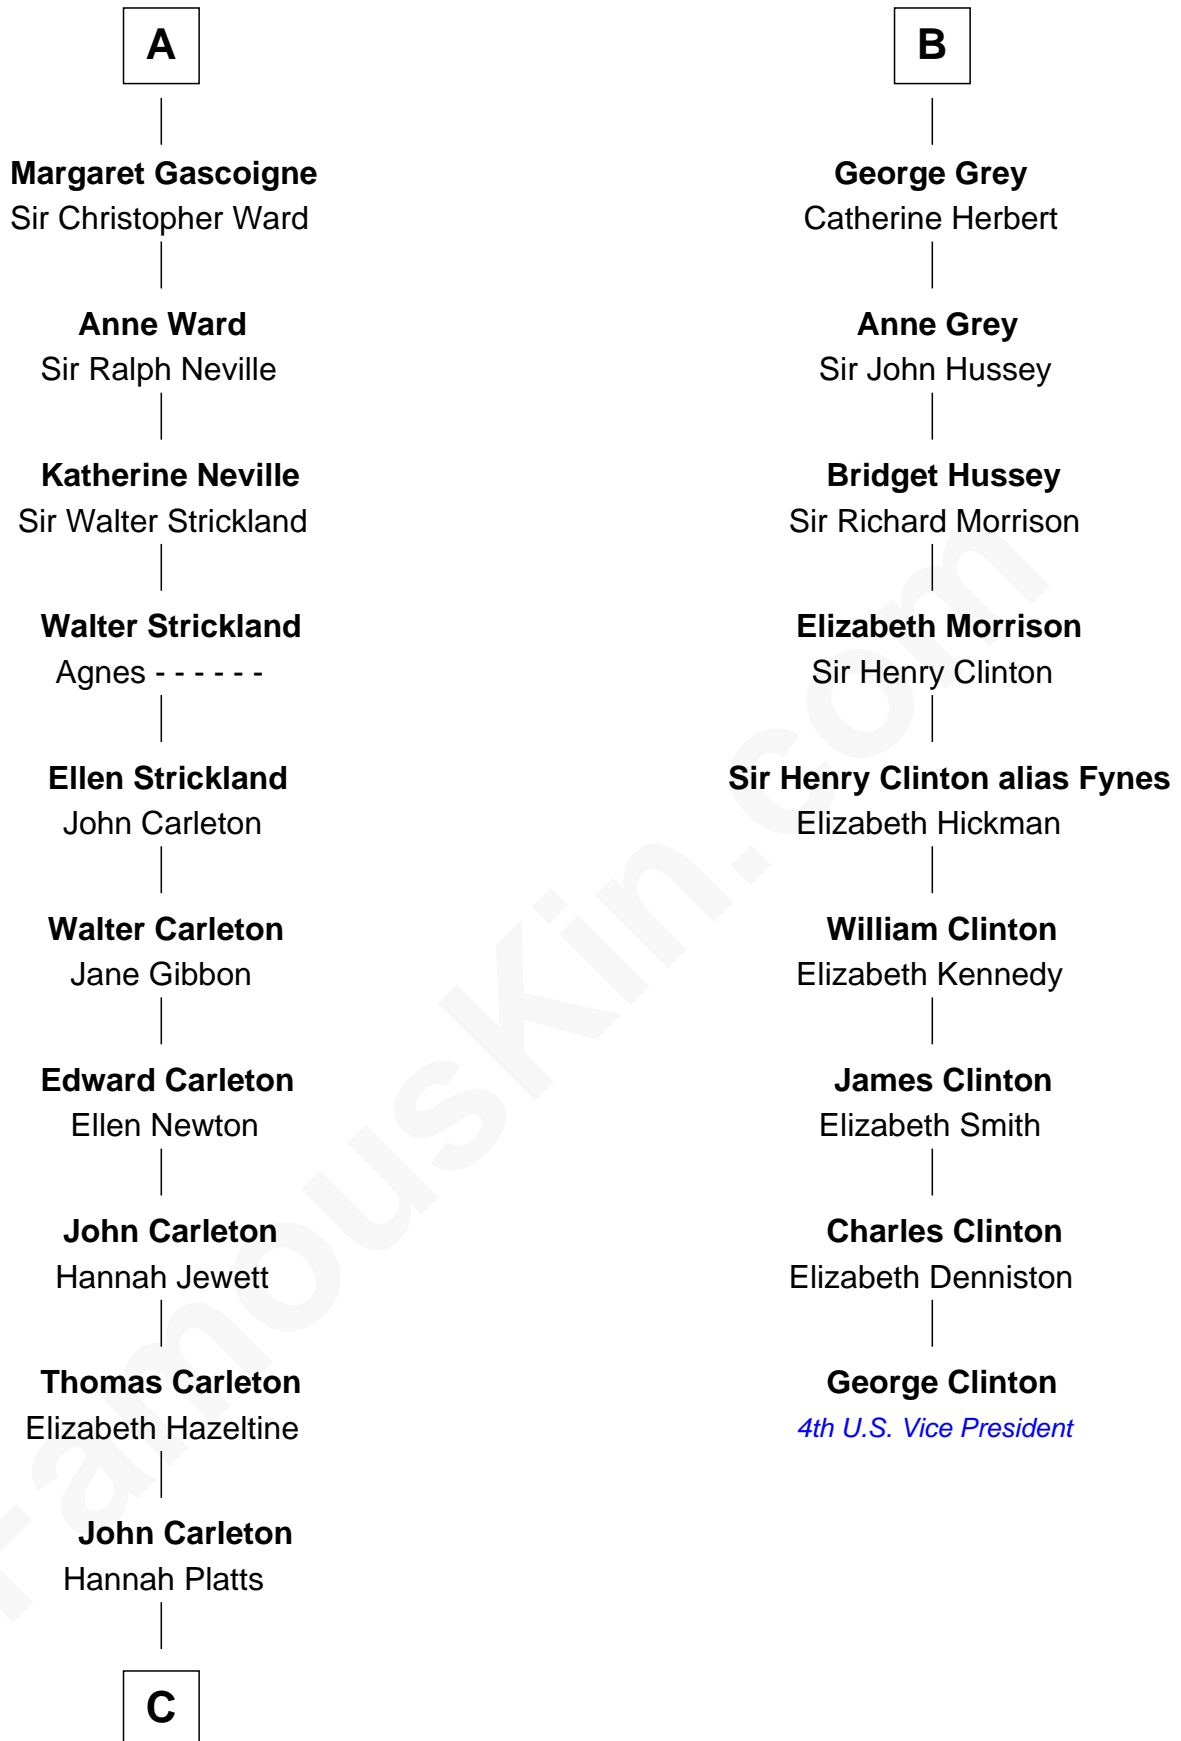 A
Margaret Gascoigne
Sir Christopher Ward
Anne Ward
Sir Ralph Neville
Katherine Neville
Sir Walter Strickland
Walter Strickland
Agnes - - - - - -
Ellen Strickland
John Carleton
Walter Carleton
Jane Gibbon
Edward Carleton
Ellen Newton
John Carleton
Hannah Jewett
Thomas Carleton
Elizabeth Hazeltine
John Carleton
Hannah Platts
C
B
George Grey
Catherine Herbert
Anne Grey
Sir John Hussey
Bridget Hussey
Sir Richard Morrison
Elizabeth Morrison
Sir Henry Clinton
Sir Henry Clinton alias Fynes
Elizabeth Hickman
William Clinton
Elizabeth Kennedy
James Clinton
Elizabeth Smith
Charles Clinton
Elizabeth Denniston
George Clinton
4th U.S. Vice President
FamousKin.com